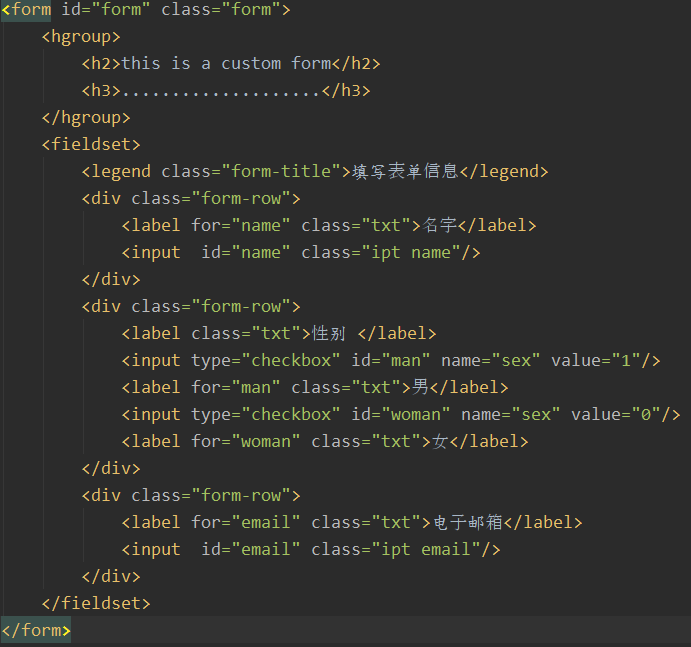 <form id="form" class="form">
<hgroup>
<h2>this is a custom form</h2>
<h3>....................</h3>
</hgroup>
<fieldset>
<legend class="form-title">填写表单信息</legend>
<div class="form-row">
<label for="name" class="txt">名字</label>
<input  id="name" class="ipt name"/>
</div>
<div class="form-row">
<label class="txt">性别 </label>
<input type="checkbox" id="man" name="sex" value="1"/>
<label for="man" class="txt">男</label>
<input type="checkbox" id="woman" name="sex" value="0"/>
<label for="woman" class="txt">女</label>
</div>
<div class="form-row">
<label for="email" class="txt">电子邮箱</label>
<input  id="email" class="ipt email"/>
</div>
</fieldset>
</form>